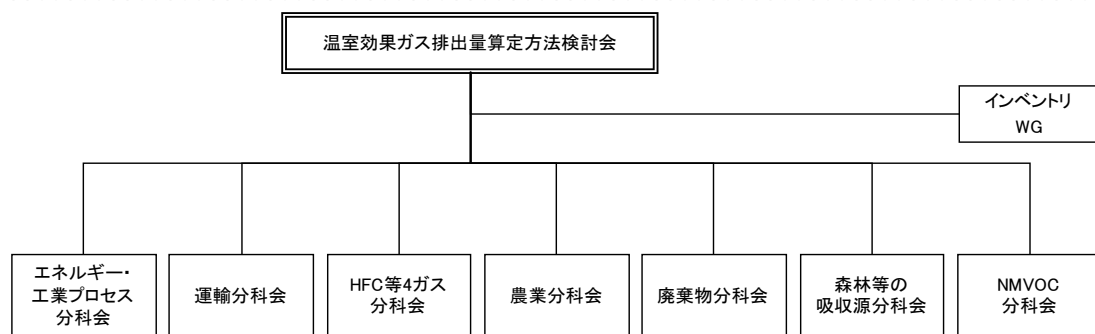 温室効果ガス排出量算定方法検討会
インベントリ
WG
エネルギー・
工業プロセス
分科会
運輸分科会
HFC等4ガス
分科会
農業分科会
廃棄物分科会
森林等の
吸収源分科会
NMVOC
分科会